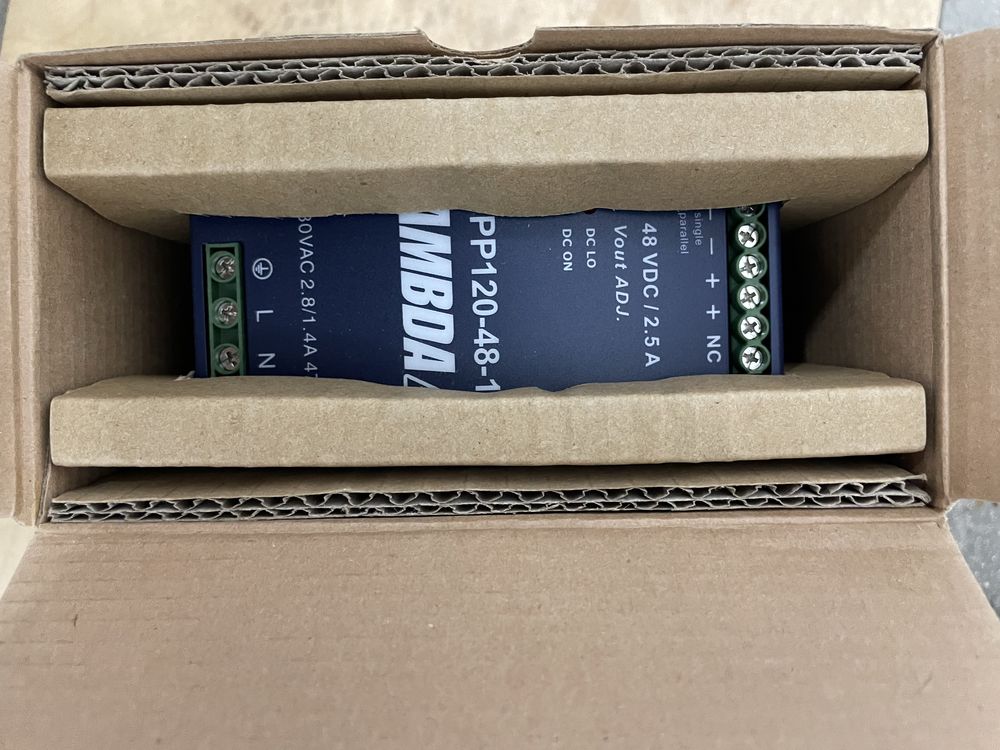 L
N
30VAC 2.8/1.4A 47
MBDA
PP120-48-1
DC LO
DC ON
48 VDC / 2.5 A
Vout ADJ.
single
parallel
− − + + NC